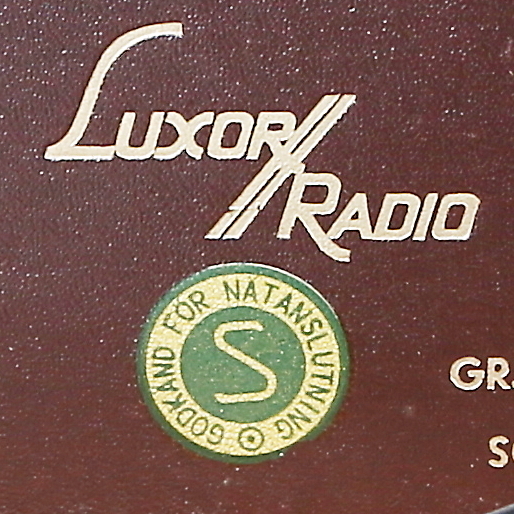 LUXOR
RADIO
GODKÄND FÖR NÄTANSLUTNING
S